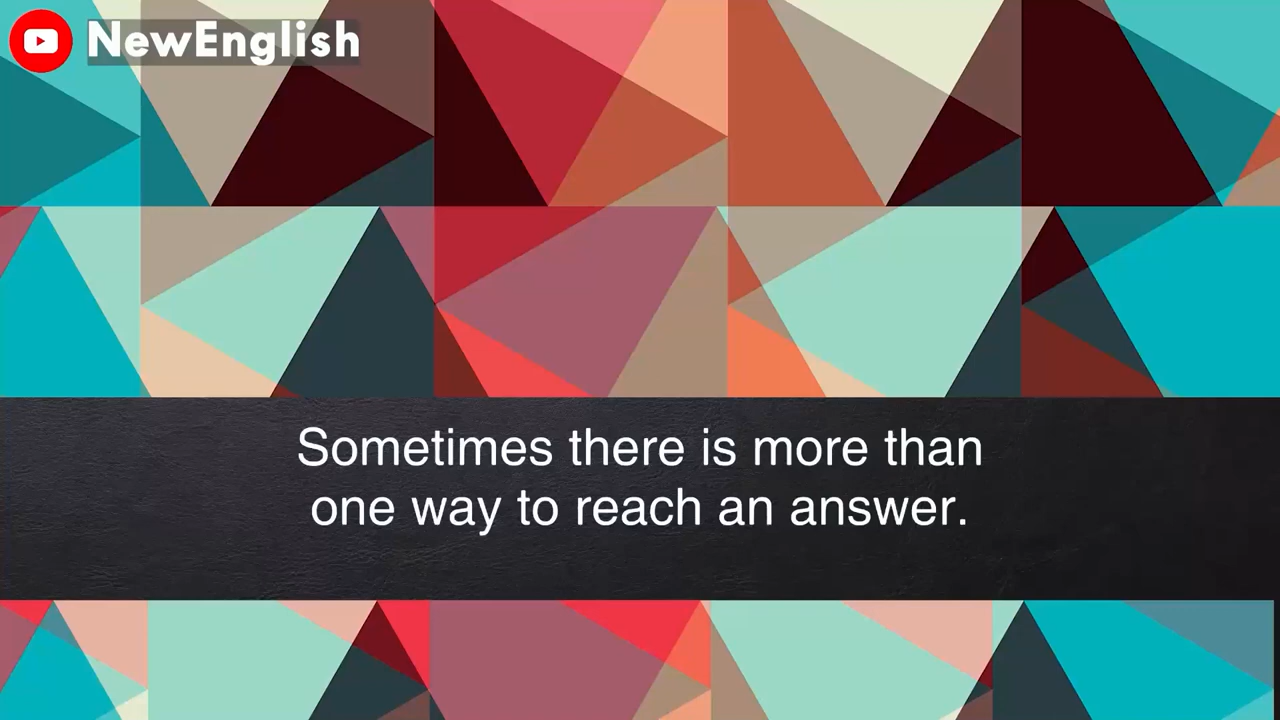 NewEnglish
Sometimes there is more than
one way to reach an answer.